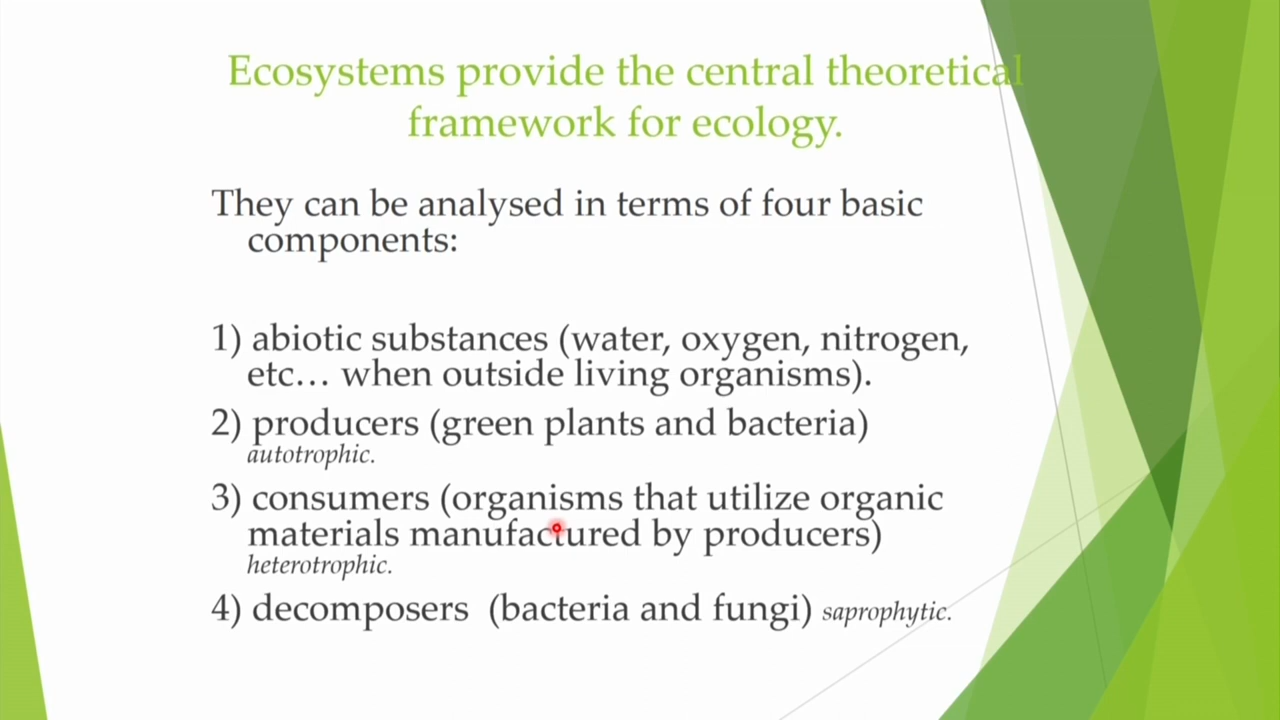 Ecosystems provide the central theoretical
framework for ecology.
They can be analysed in terms of four basic
components:
1) abiotic substances (water, oxygen, nitrogen,
etc… when outside living organisms).
2) producers (green plants and bacteria)
autotrophic.
3) consumers (organisms that utilize organic
materials manufactured by producers)
heterotrophic.
4) decomposers (bacteria and fungi) saprophytic.